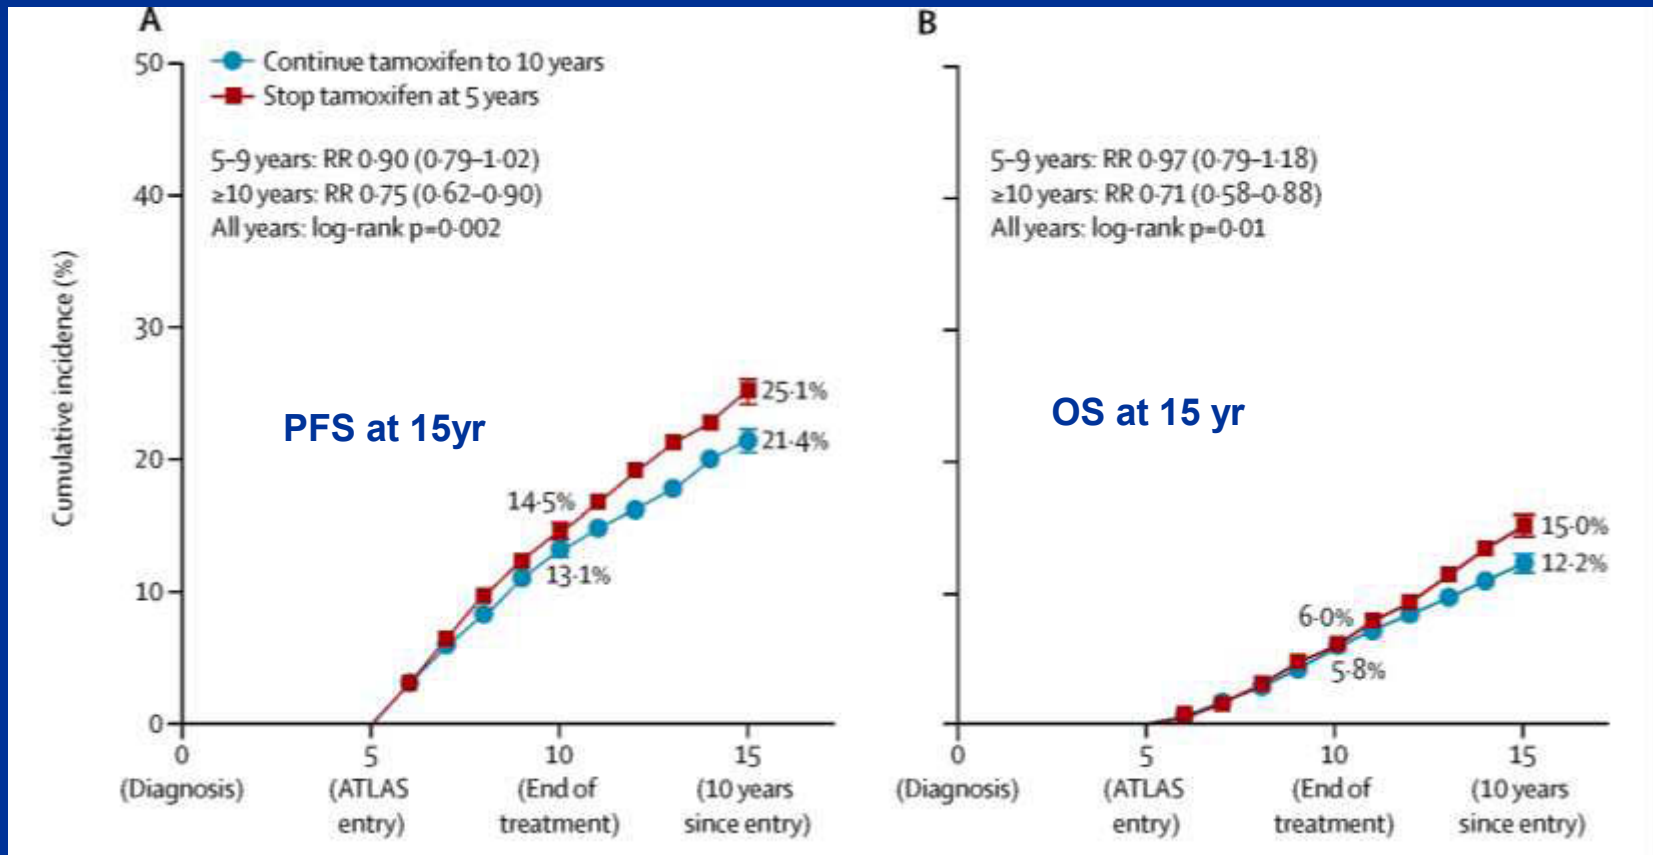 A
50
Continue tamoxifen to 10 years
Stop tamoxifen at 5 years
5–9 years: RR 0·90 (0·79–1·02)
≥10 years: RR 0·75 (0·62–0·90)
All years: log-rank p=0·002
40
30
20
10
0
Cumulative incidence (%)
PFS at 15yr
25·1%
21·4%
14·5%
13·1%
0
5
10
15
(Diagnosis)
(ATLAS
entry)
(End of
treatment)
(10 years
since entry)
B
5–9 years: RR 0·97 (0·79–1·18)
≥10 years: RR 0·71 (0·58–0·88)
All years: log-rank p=0·01
OS at 15 yr
15·0%
12·2%
6·0%
5·8%
0
5
10
15
(Diagnosis)
(ATLAS
entry)
(End of
treatment)
(10 years
since entry)